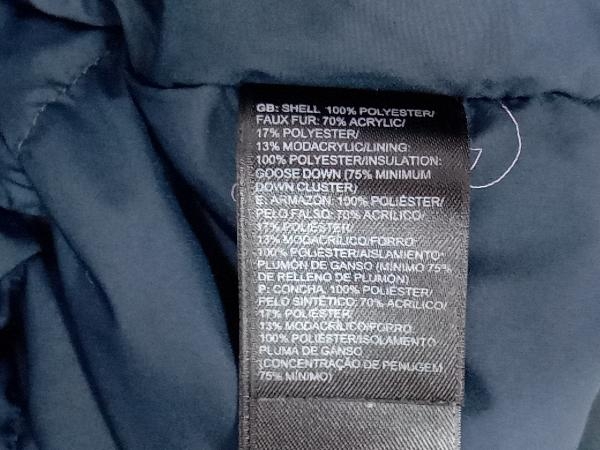 GB: SHELL 100% POLYESTER/
FAUX FUR: 70% ACRYLIC/
17% POLYESTER/
13% MODACRYLIC/LINING:
100% POLYESTER/INSULATION:
GOOSE DOWN (75% MINIMUM
DOWN CLUSTER)
E: ARMAZÓN: 100% POLIÉSTER/
PELO FALSO: 70% ACRÍLICO/
17% POLIÉSTER/
13% MODACRÍLICO/FORRO:
100% POLIÉSTER/AISLAMIENTO:
PLUMÓN DE GANSO (MÍNIMO 75%
DE RELLENO DE PLUMÓN)
P: CONCHA, 100% POLIÉSTER/
PELO SINTÉTICO: 70% ACRÍLICO/
17% POLIÉSTER/
13% MODACRÍLICO/FORRO
100% POLIÉSTER/ISOLAMENTO
PLUMA DE GANSO
(CONCENTRAÇÃO DE PENUGEM
75% MÍNIMO)